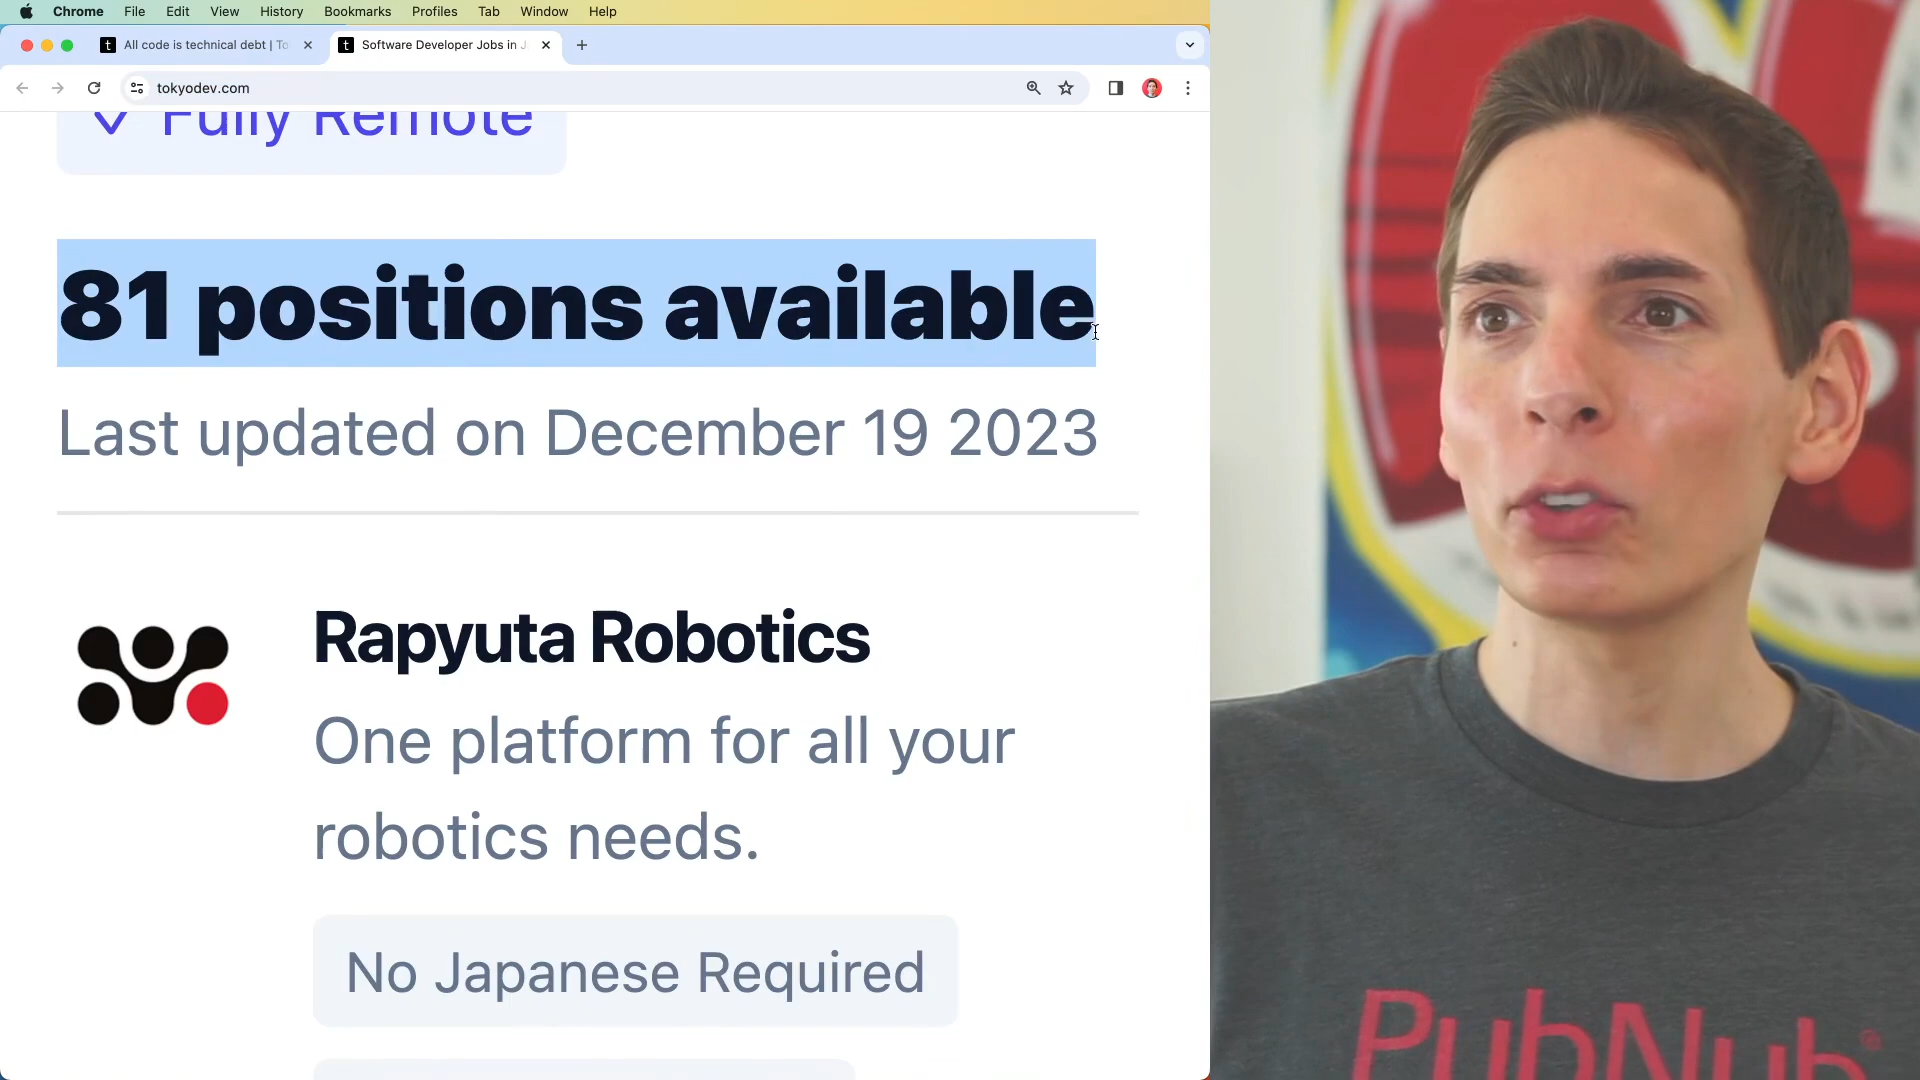 Chrome File Edit View History Bookmarks Profiles Tab Window Help
All code is technical debt | To
Software Developer Jobs in J
tokyodev.com
Fully Remote
81 positions available
Last updated on December 19 2023
Rapyuta Robotics
One platform for all your
robotics needs.
No Japanese Required
PubNub